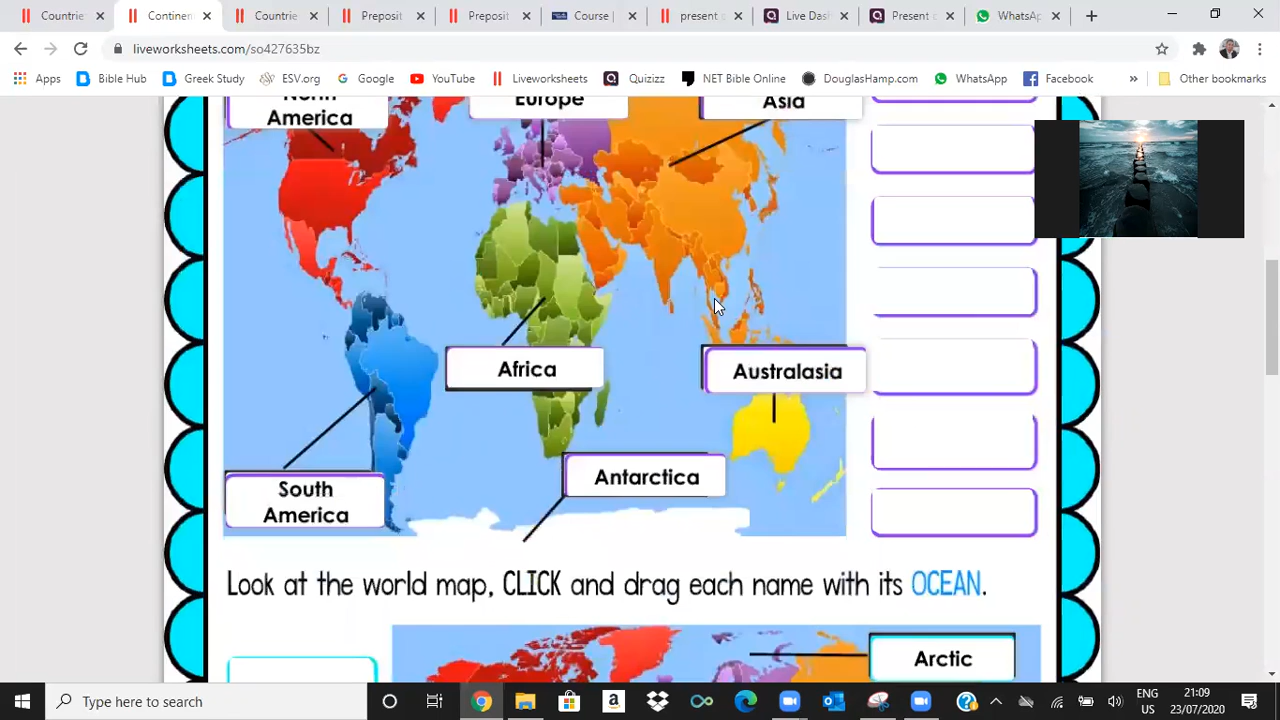 Countrie
Continen
Countrie
Preposit
Preposit
Course
present c
Live Das
Present c
WhatsAp
liveworksheets.com/so427635bz
Apps
Bible Hub
Greek Study
ESV.org
Google
YouTube
Liveworksheets
Quizizz
NET Bible Online
DouglasHamp.com
WhatsApp
Facebook
»
Other bookmarks
North
America
Europe
Asia
Africa
Australasia
Antarctica
South
America
Look at the world map, CLICK and drag each name with its OCEAN.
Arctic
Type here to search
ENG
US
21:09
23/07/2020